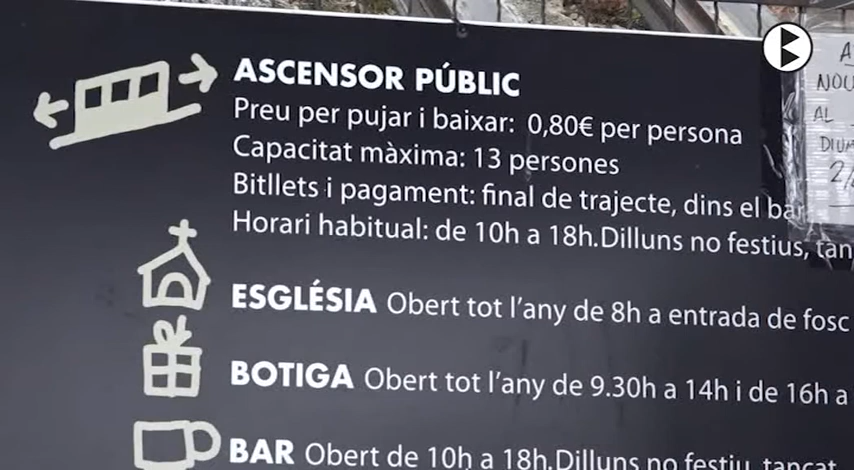 ASCENSOR PÚBLIC
Preu per pujar i baixar: 0,80€ per persona
Capacitat màxima: 13 persones
Bitllets i pagament: final de trajecte, dins el bar
Horari habitual: de 10h a 18h.Dilluns no festius, tan
ESGLÉSIA Obert tot l'any de 8h a entrada de fosc
BOTIGA Obert tot l'any de 9.30h a 14h i de 16h a
BAR Obert de 10h a 18h.Dilluns no festiu, tancat
NOU
AL